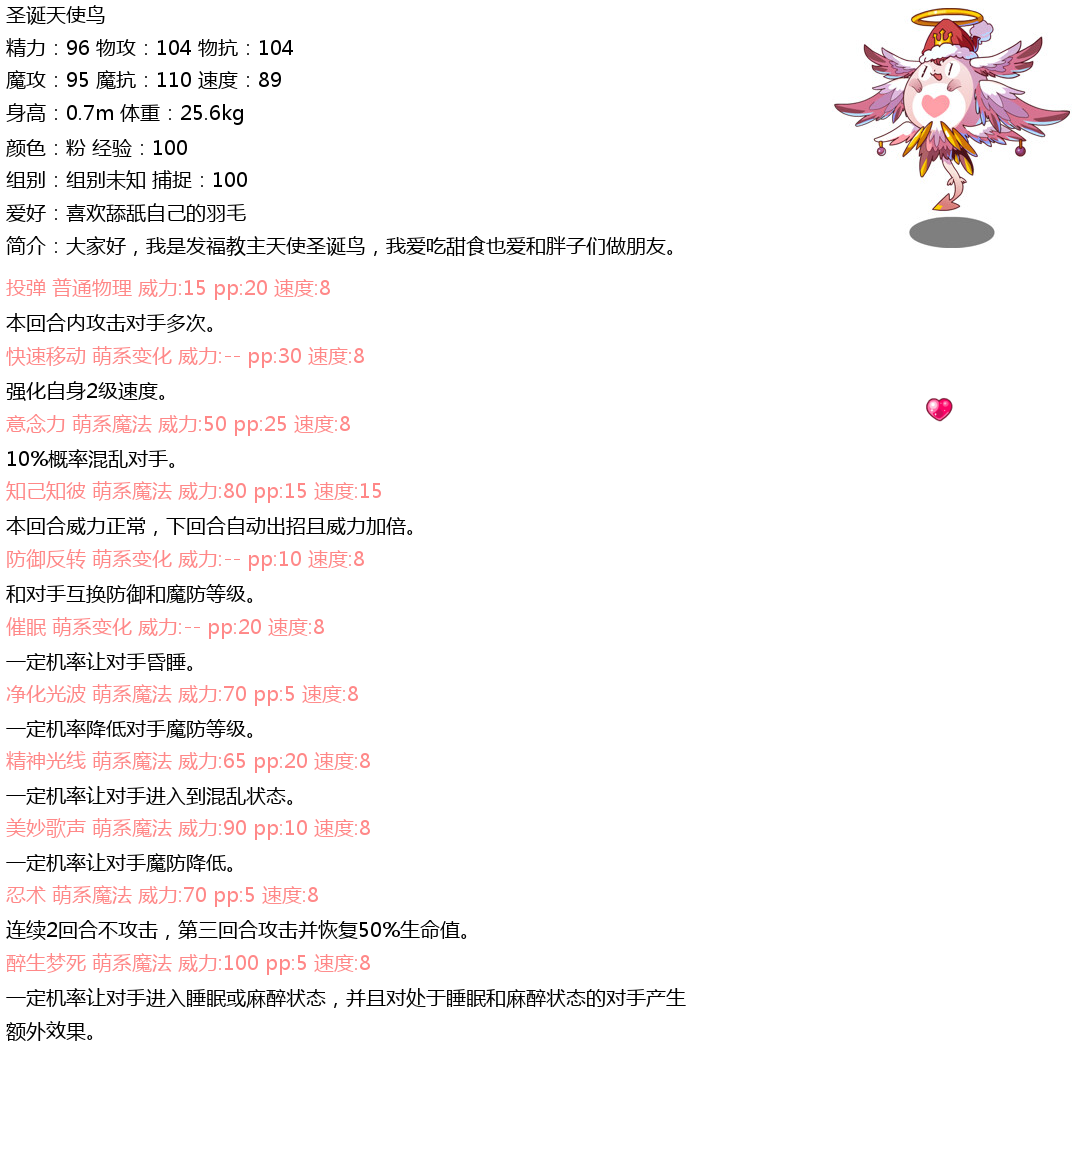 圣诞天使鸟
精力：96 物攻：104 物抗：104
魔攻：95 魔抗：110 速度：89
身高：0.7m 体重：25.6kg
颜色：粉 经验：100
组别：组别未知 捕捉：100
爱好：喜欢舔舐自己的羽毛
简介：大家好，我是发福教主天使圣诞鸟，我爱吃甜食也爱和胖子们做朋友。
投弹 普通物理 威力:15 pp:20 速度:8
本回合内攻击对手多次。
快速移动 萌系变化 威力:-- pp:30 速度:8
强化自身2级速度。
意念力 萌系魔法 威力:50 pp:25 速度:8
10%概率混乱对手。
知己知彼 萌系魔法 威力:80 pp:15 速度:15
本回合威力正常，下回合自动出招且威力加倍。
防御反转 萌系变化 威力:-- pp:10 速度:8
和对手互换防御和魔防等级。
催眠 萌系变化 威力:-- pp:20 速度:8
一定机率让对手昏睡。
净化光波 萌系魔法 威力:70 pp:5 速度:8
一定机率降低对手魔防等级。
精神光线 萌系魔法 威力:65 pp:20 速度:8
一定机率让对手进入到混乱状态。
美妙歌声 萌系魔法 威力:90 pp:10 速度:8
一定机率让对手魔防降低。
忍术 萌系魔法 威力:70 pp:5 速度:8
连续2回合不攻击，第三回合攻击并恢复50%生命值。
醉生梦死 萌系魔法 威力:100 pp:5 速度:8
一定机率让对手进入睡眠或麻醉状态，并且对处于睡眠和麻醉状态的对手产生
额外效果。